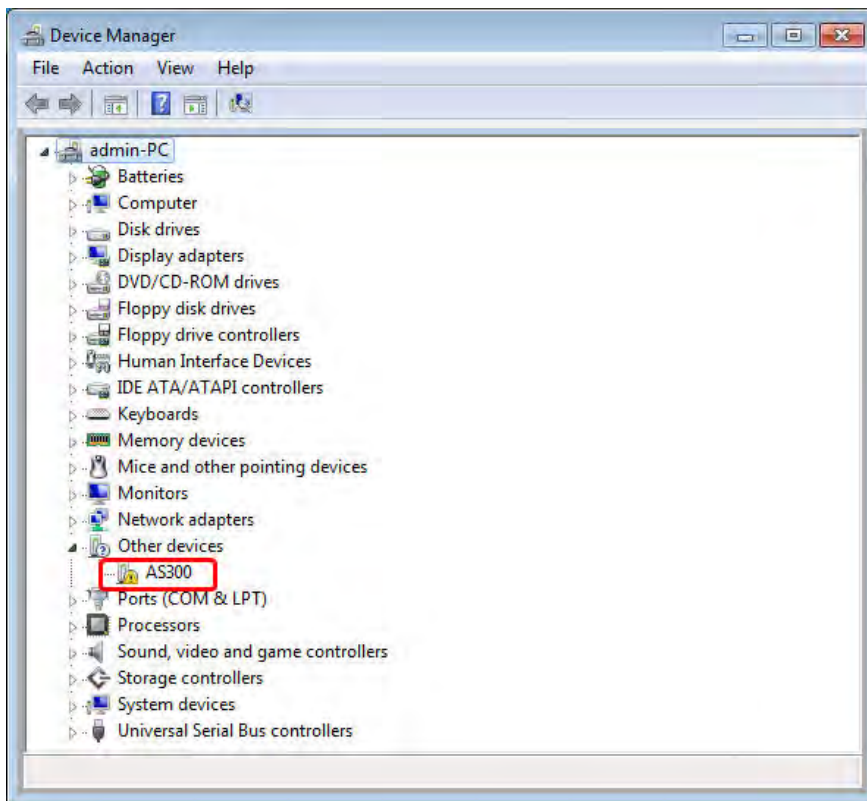 Device Manager
File Action View Help
admin-PC
Batteries
Computer
Disk drives
Display adapters
DVD/CD-ROM drives
Floppy disk drives
Floppy drive controllers
Human Interface Devices
IDE ATA/ATAPI controllers
Keyboards
Memory devices
Mice and other pointing devices
Monitors
Network adapters
Other devices
AS300
Ports (COM & LPT)
Processors
Sound, video and game controllers
Storage controllers
System devices
Universal Serial Bus controllers